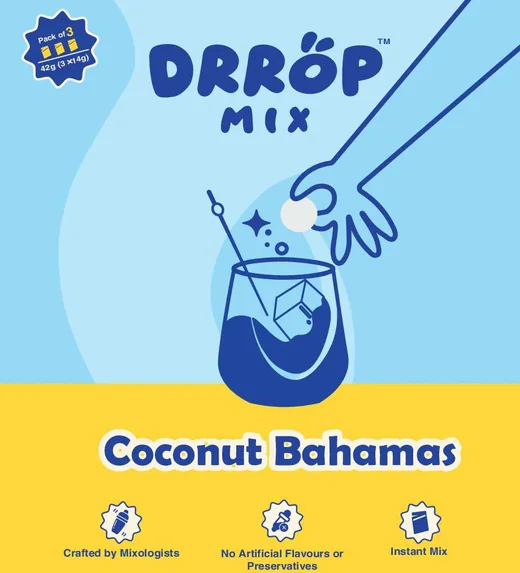 Pack of 3
42g (3 x14g)
DRRÖP™
MIX
Coconut Bahamas
Crafted by Mixologists
No Artificial Flavours or
Preservatives
Instant Mix